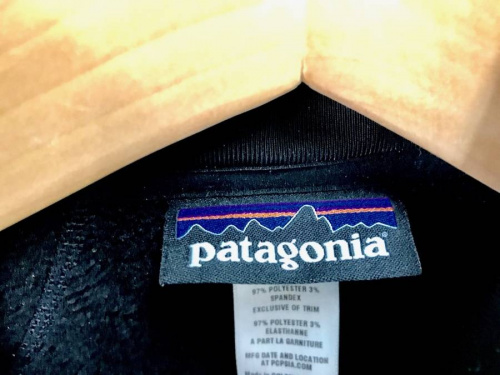 patagonia
97% POLYESTER 3%
SPANDEX
EXCLUSIVE OF TRIM
97% POLYESTER 3%
ELASTHANNE
A PART LA GARNITURE
MFG DATE AND LOCATION
AT PCPSIA.COM